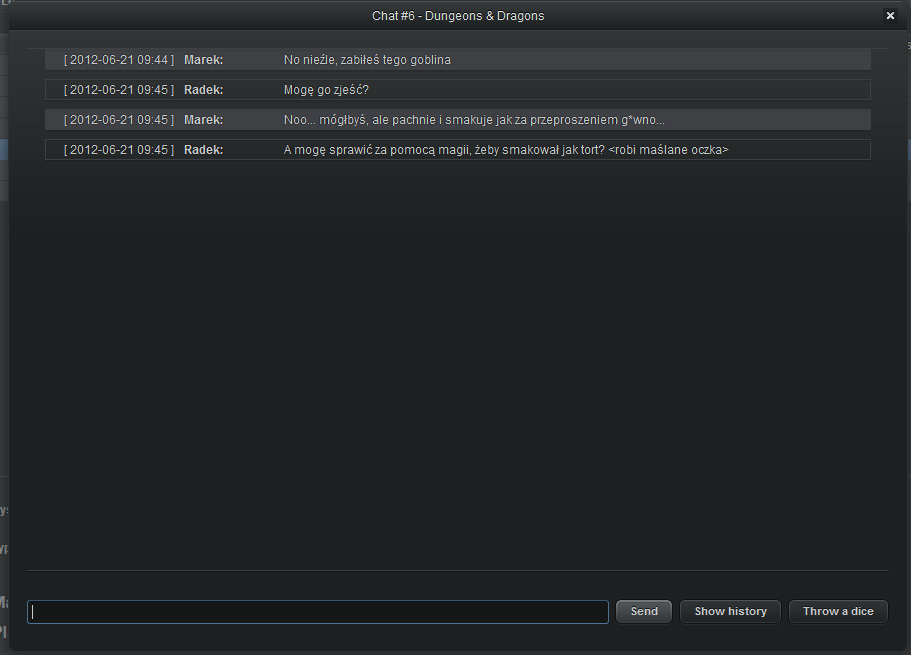 Chat #6 - Dungeons & Dragons
[ 2012-06-21 09:44 ] Marek: No nieźle, zabiłeś tego goblina
[ 2012-06-21 09:45 ] Radek: Mogę go zjeść?
[ 2012-06-21 09:45 ] Marek: Noo... mógłbyś, ale pachnie i smakuje jak za przeproszeniem g*wno...
[ 2012-06-21 09:45 ] Radek: A mogę sprawić za pomocą magii, żeby smakował jak tort? <robi maślane oczka>
Send Show history Throw a dice